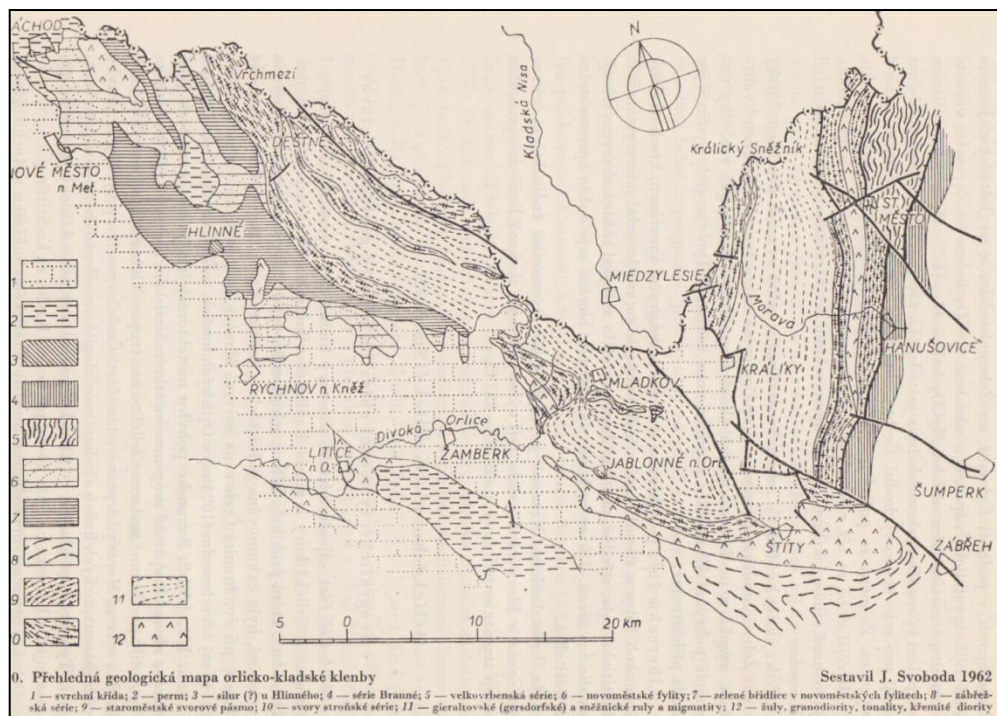 ÁCHOD
Vrchmezí
N
Kladská Nisa
DEŠTNÉ
NOVÉ MĚSTO
n Met.
Králický Sněžník
ST.
MĚSTO
HLINNÉ
MIEDZYLESIE
Morava
HANUŠOVICE
KRÁLIKY
RYCHNOV n Kněž
MLADKOV
Divoká Orlice
LITICE
n.O.
ŽAMBERK
JABLONNÉ n.Orl.
ŠUMPERK
ŠTÍTY
ZÁBŘEH
1
2
3
4
5
6
7
8
9
10
11
12
5 0 10 20 km
0. Přehledná geologická mapa orlicko-kladské klenby
Sestavil J. Svoboda 1962
1 — svrchní křída; 2 — perm; 3 — silur (?) u Hlinného; 4 — série Branné; 5 — velkovrbenská série; 6 — novoměstské fylity; 7 — zelené břidlice v novoměstských fylitech; 8 — zábřež-
ská série; 9 — staroměstské svorové pásmo; 10 — svory stroňské série; 11 — gieraltovské (gersdorfské) a sněžnické ruly a migmatity; 12 — žuly, granodiority, tonality, křemité diority